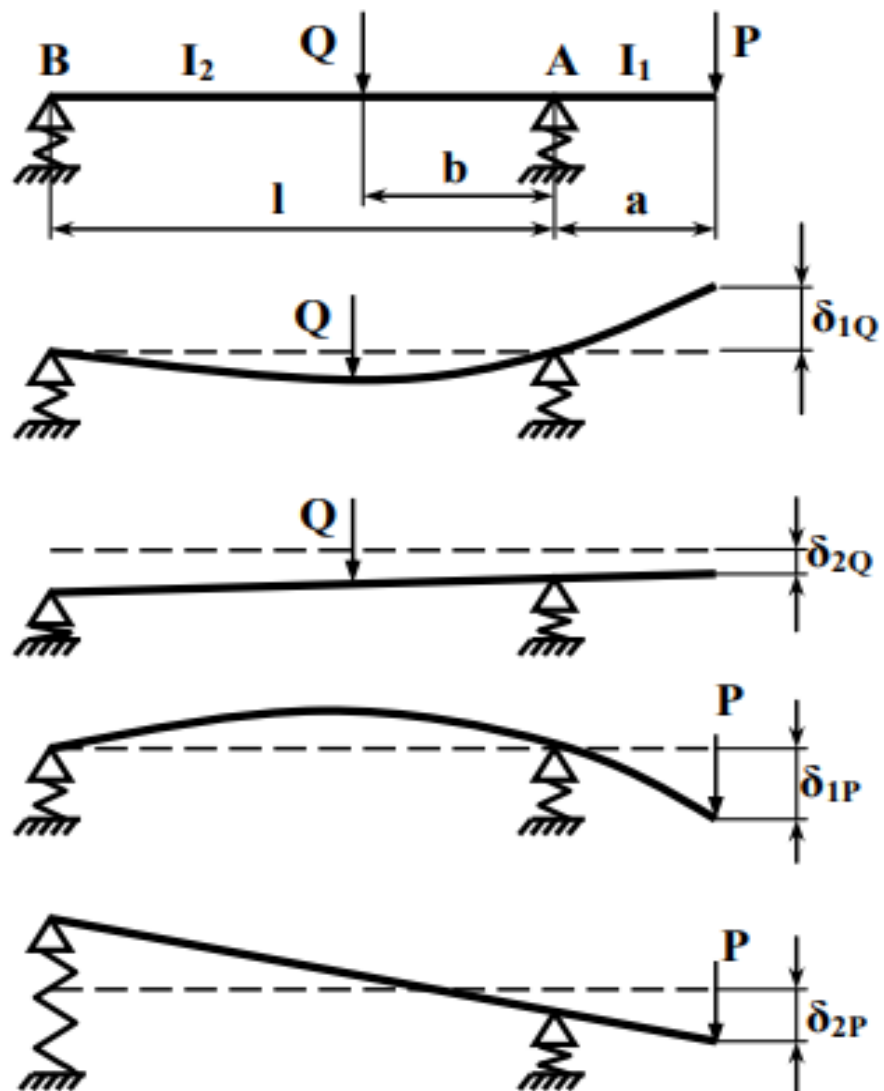 B I₂ Q A I₁ P
b
l a
Q δ₁Q
Q δ₂Q
P
δ₁P
P
δ₂P